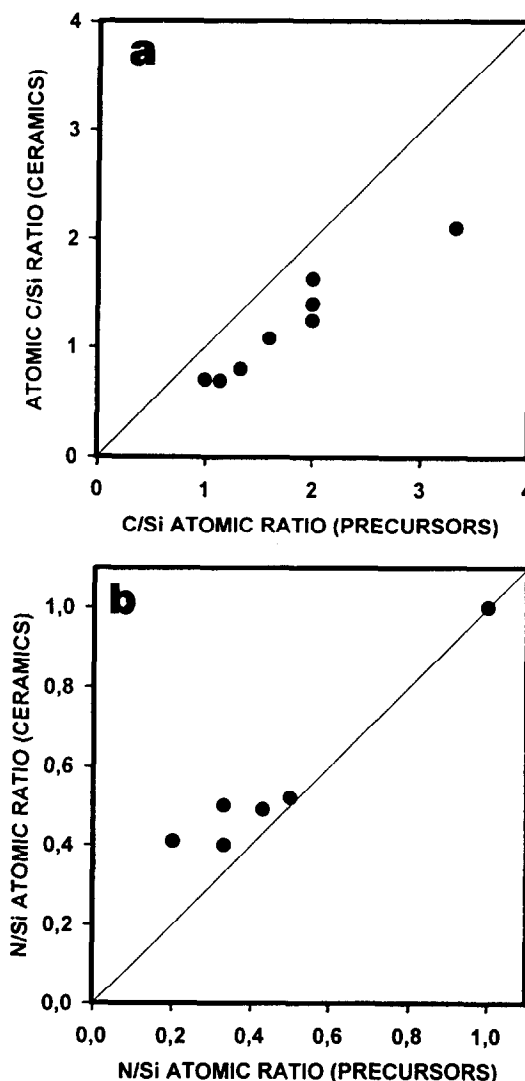 a
4
3
2
1
0
ATOMIC C/Si RATIO (CERAMICS)
0 1 2 3 4
C/Si ATOMIC RATIO (PRECURSORS)
b
1,0
0,8
0,6
0,4
0,2
0,0
N/Si ATOMIC RATIO (CERAMICS)
0,0 0,2 0,4 0,6 0,8 1,0
N/Si ATOMIC RATIO (PRECURSORS)